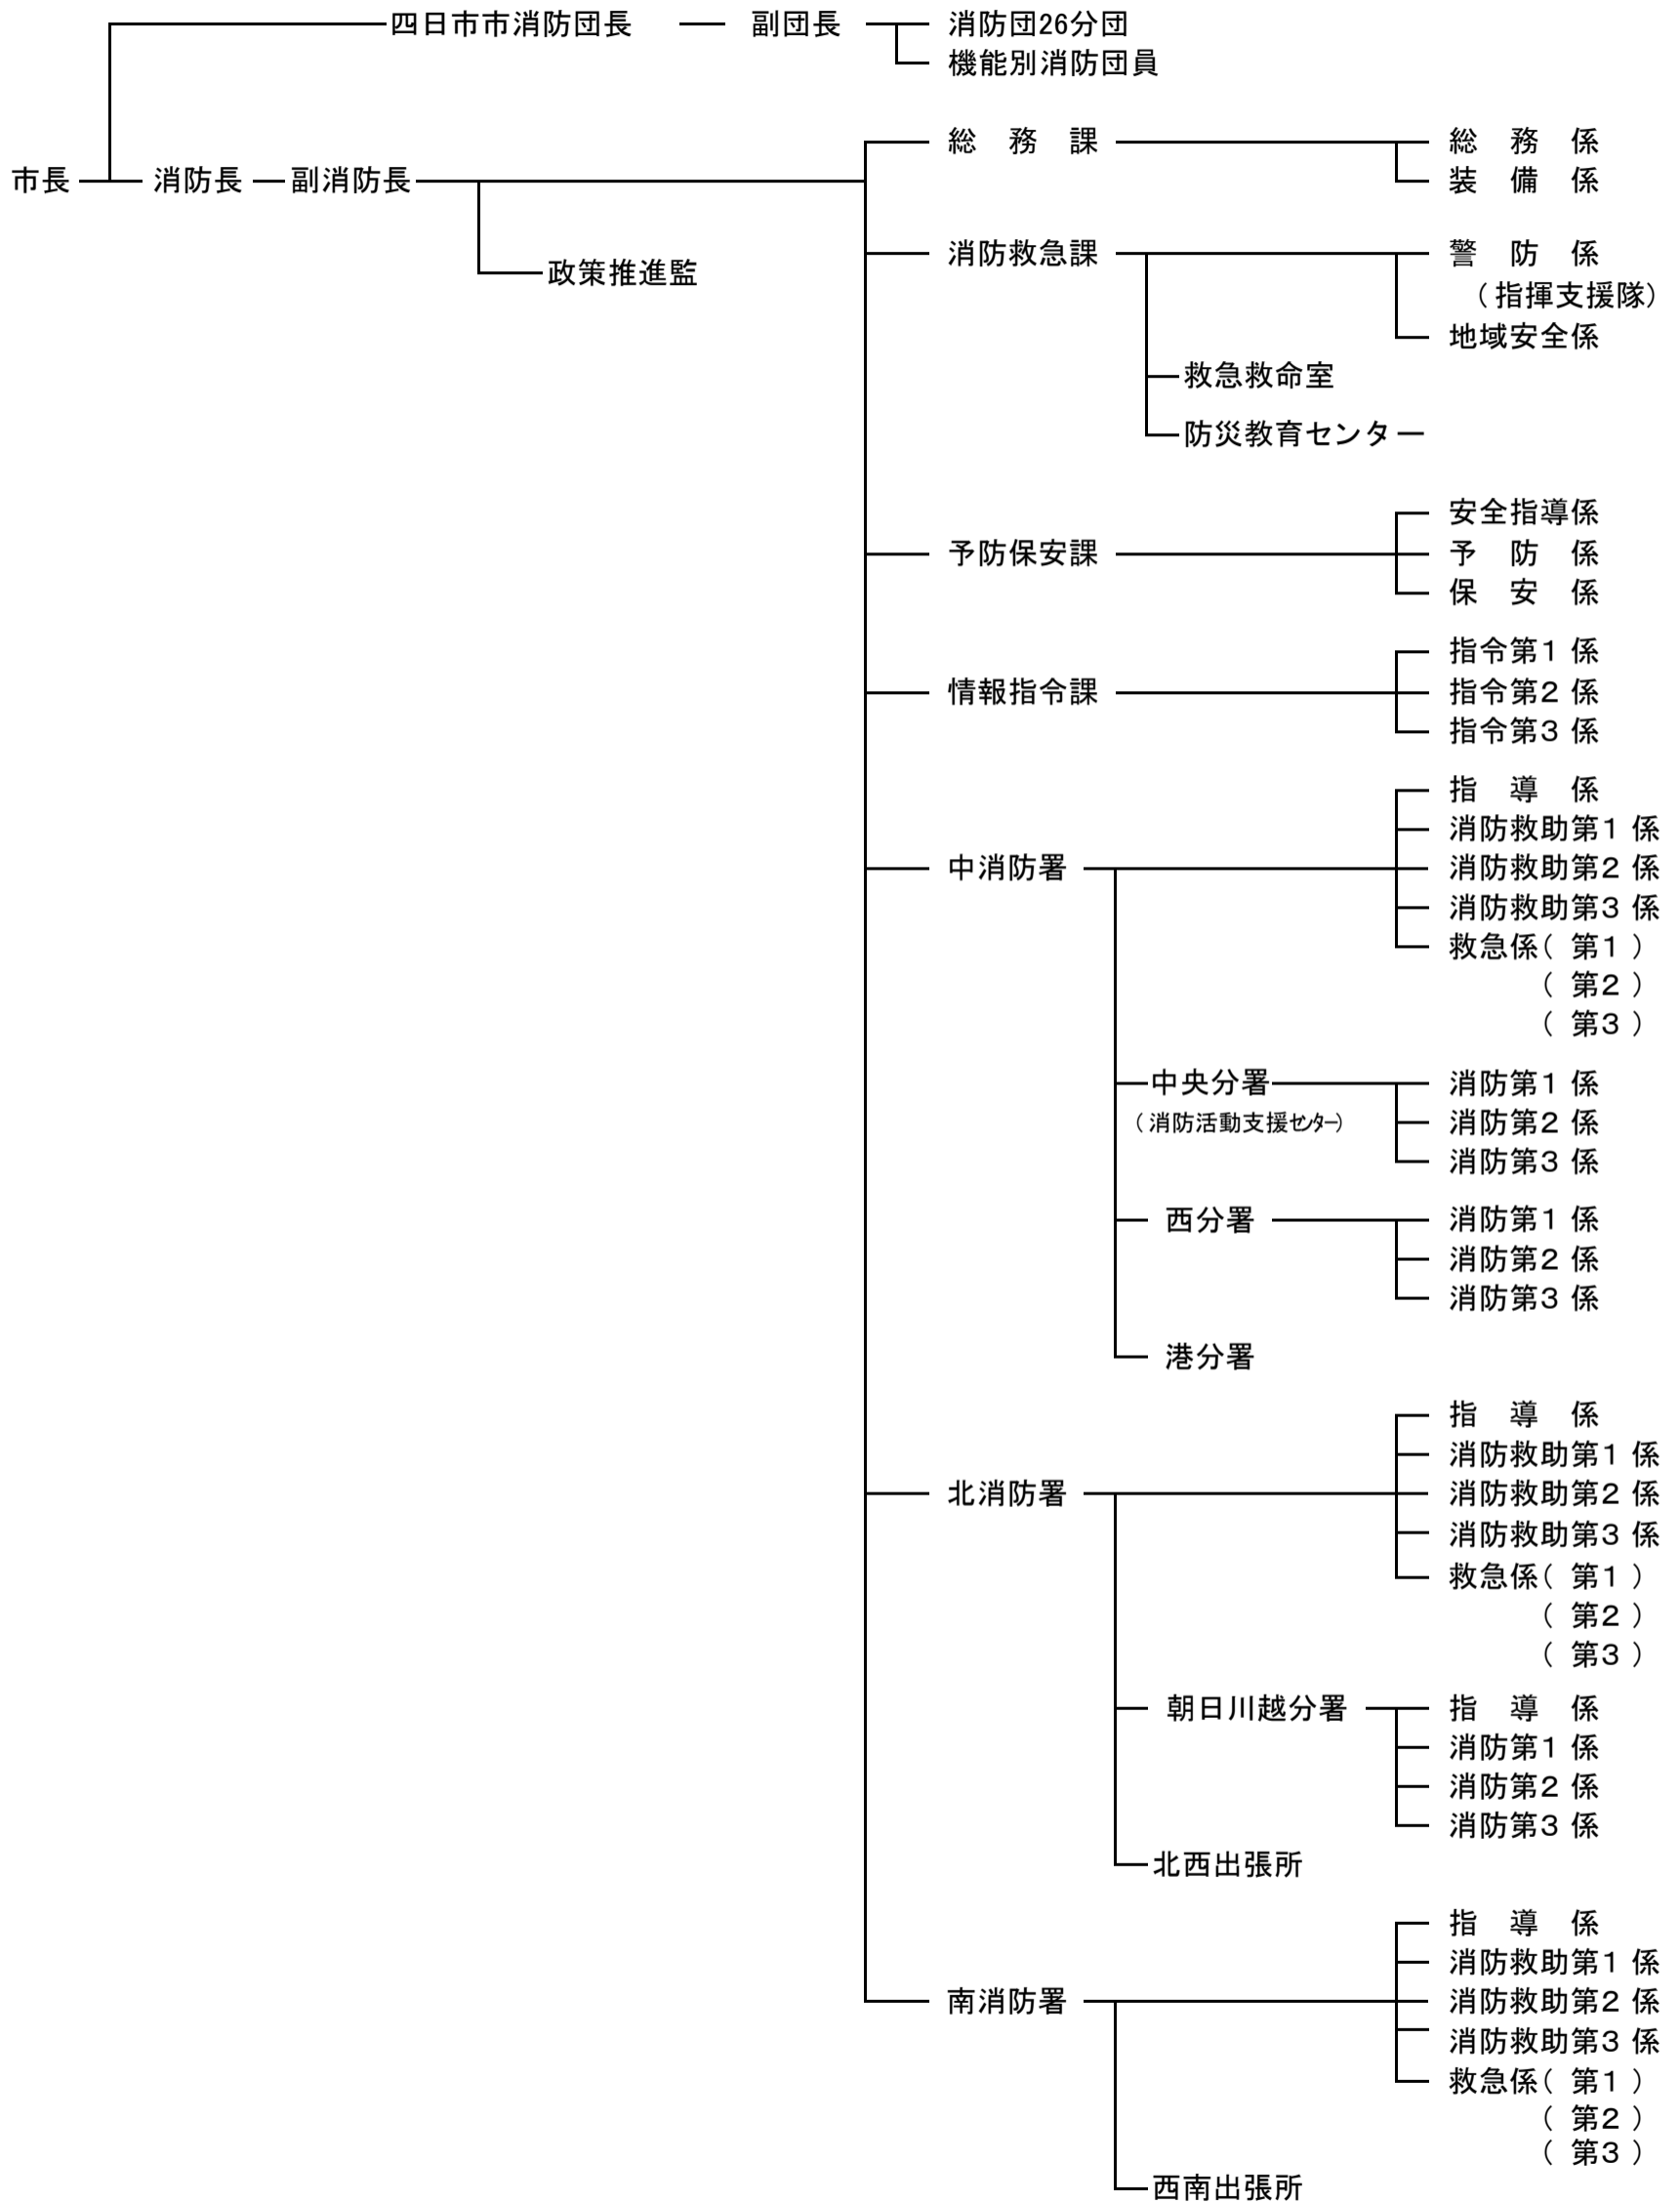 四日市市消防団長 副団長 消防団26分団
機能別消防団員
総　務　課 総　務　係
市長 消防長 副消防長 装　備　係
消防救急課 警　防　係
政策推進監
（指揮支援隊）
地域安全係
救急救命室
防災教育センター
安全指導係
予防保安課 予　防　係
保　安　係
指令第１係
情報指令課 指令第２係
指令第３係
指　導　係
消防救助第１係
中消防署 消防救助第２係
消防救助第３係
救急係（第１）
（第２）
（第３）
中央分署 消防第１係
（消防活動支援ｾﾝﾀｰ） 消防第２係
消防第３係
西分署 消防第１係
消防第２係
消防第３係
港分署
指　導　係
消防救助第１係
北消防署 消防救助第２係
消防救助第３係
救急係（第１）
（第２）
（第３）
朝日川越分署 指　導　係
消防第１係
消防第２係
消防第３係
北西出張所
指　導　係
消防救助第１係
南消防署 消防救助第２係
消防救助第３係
救急係（第１）
（第２）
（第３）
西南出張所